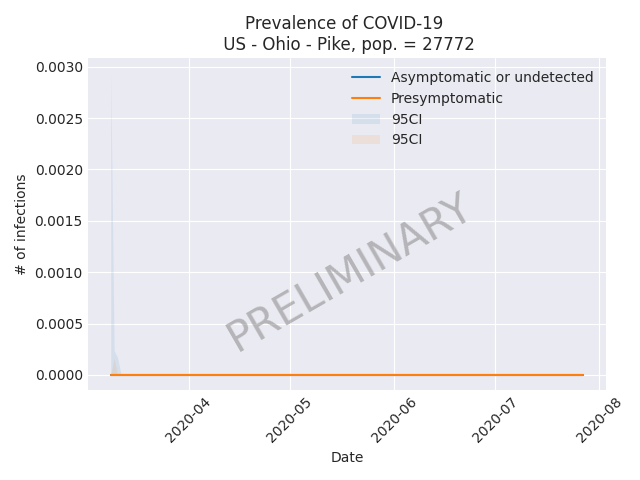 Prevalence of COVID-19
US - Ohio - Pike, pop. = 27772
Asymptomatic or undetected
Presymptomatic
95CI
95CI
0.0030
0.0025
0.0020
0.0015
0.0010
0.0005
0.0000
# of infections
PRELIMINARY
2020-04
2020-05
2020-06
2020-07
2020-08
Date